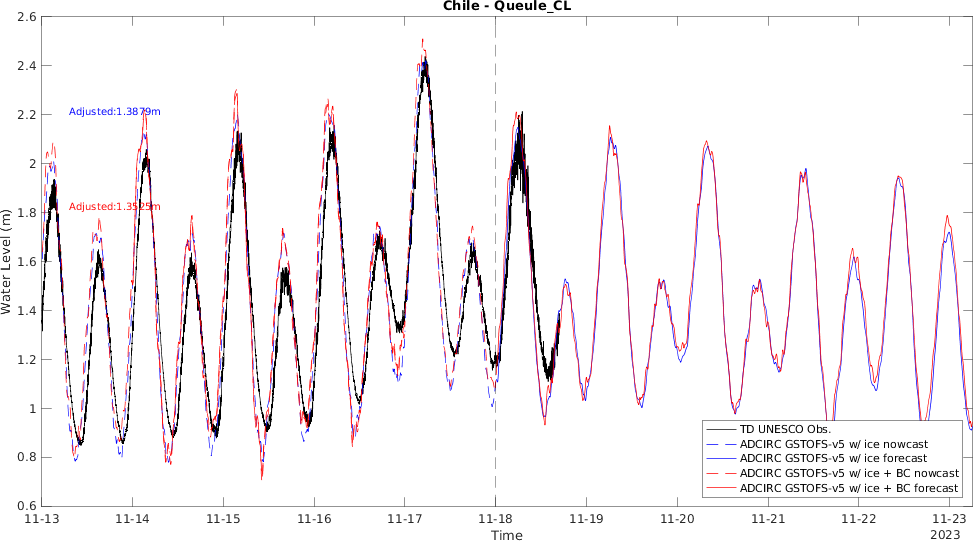 Chile - Queule_CL
2.6
2.4
2.2
2
1.8
1.6
1.4
1.2
1
0.8
0.6
Water Level (m)
Adjusted:1.3879m
Adjusted:1.3525m
TD UNESCO Obs.
ADCIRC GSTOFS-v5 w/ ice nowcast
ADCIRC GSTOFS-v5 w/ ice forecast
ADCIRC GSTOFS-v5 w/ ice + BC nowcast
ADCIRC GSTOFS-v5 w/ ice + BC forecast
11-13 11-14 11-15 11-16 11-17 11-18 11-19 11-20 11-21 11-22 11-23
Time
2023